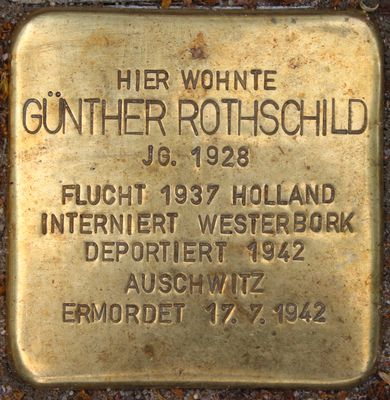 HIER WOHNTE
GÜNTHER ROTHSCHILD
JG. 1928
FLUCHT 1937 HOLLAND
INTERNIERT WESTERBORK
DEPORTIERT 1942
AUSCHWITZ
ERMORDET 17. 7. 1942